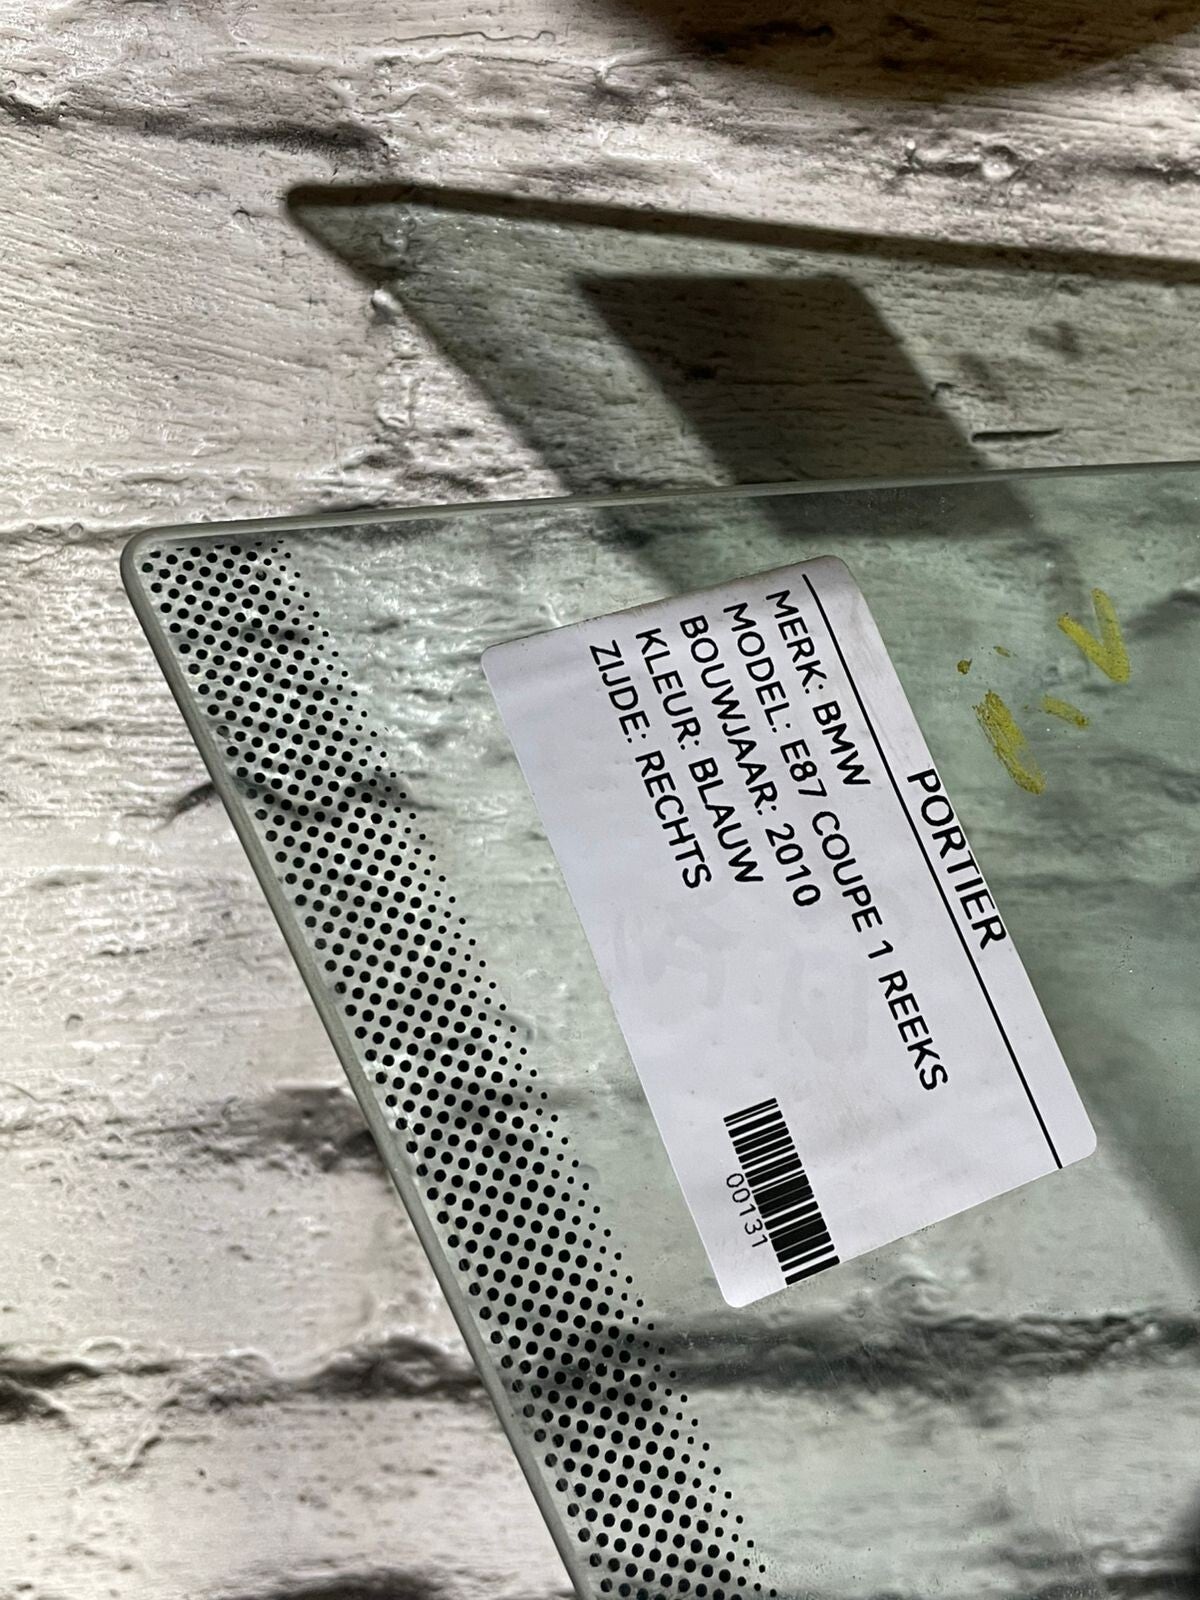 PORTIER
MERK: BMW
MODEL: E87 COUPE 1 REEKS
BOUWJAAR: 2010
KLEUR: BLAUW
ZIJDE: RECHTS
00131